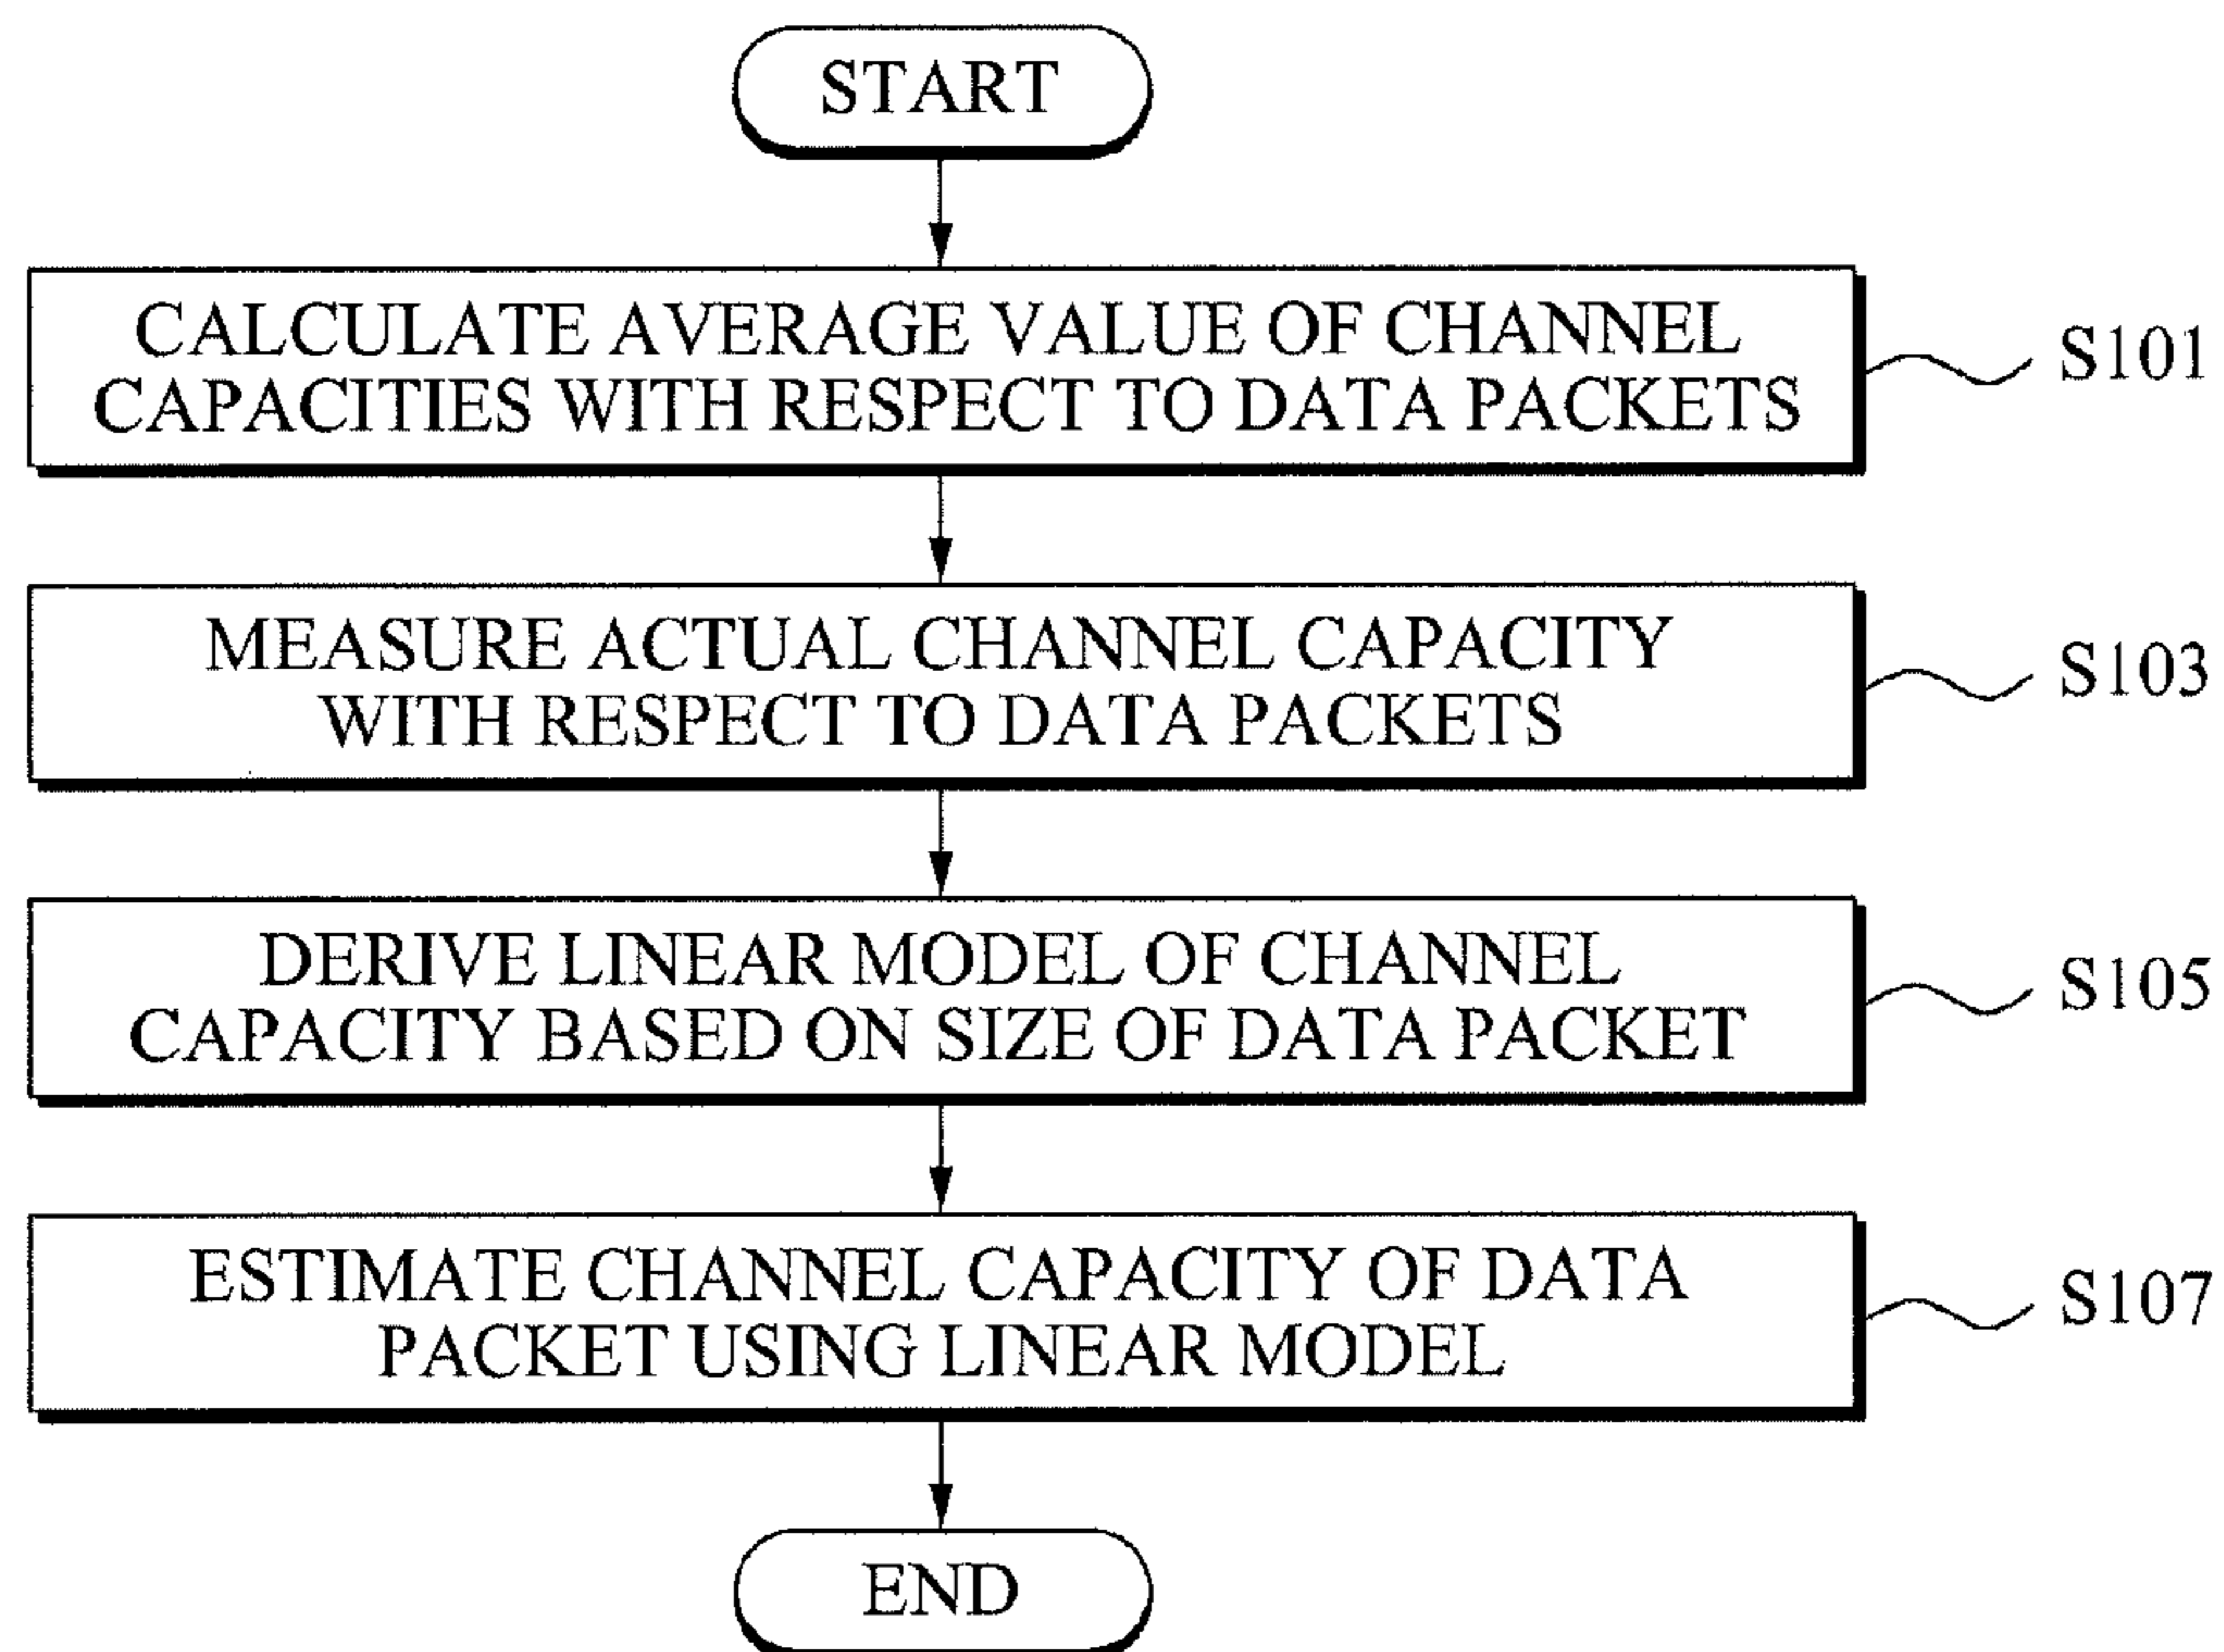 START
CALCULATE AVERAGE VALUE OF CHANNEL
CAPACITIES WITH RESPECT TO DATA PACKETS
S101
MEASURE ACTUAL CHANNEL CAPACITY
WITH RESPECT TO DATA PACKETS
S103
DERIVE LINEAR MODEL OF CHANNEL
CAPACITY BASED ON SIZE OF DATA PACKET
S105
ESTIMATE CHANNEL CAPACITY OF DATA
PACKET USING LINEAR MODEL
S107
END